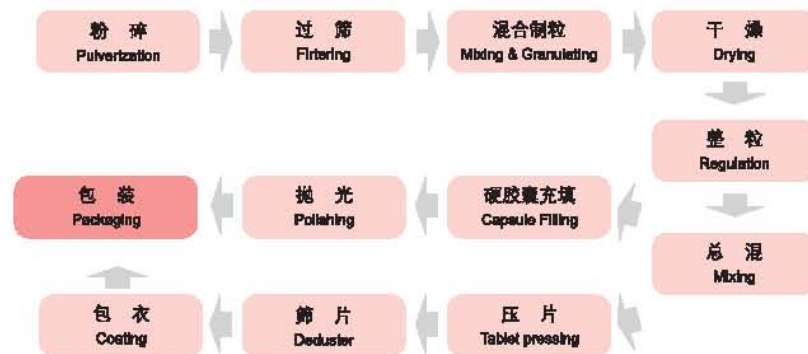 粉 碎
Pulverization
过 筛
Firtering
混合制粒
Mixing & Granulating
干 燥
Drying
整 粒
Regulation
总 混
Mixing
硬胶囊充填
Capsule Filling
抛 光
Polishing
包 装
Packaging
压 片
Tablet pressing
筛 片
Deduster
包 衣
Coating